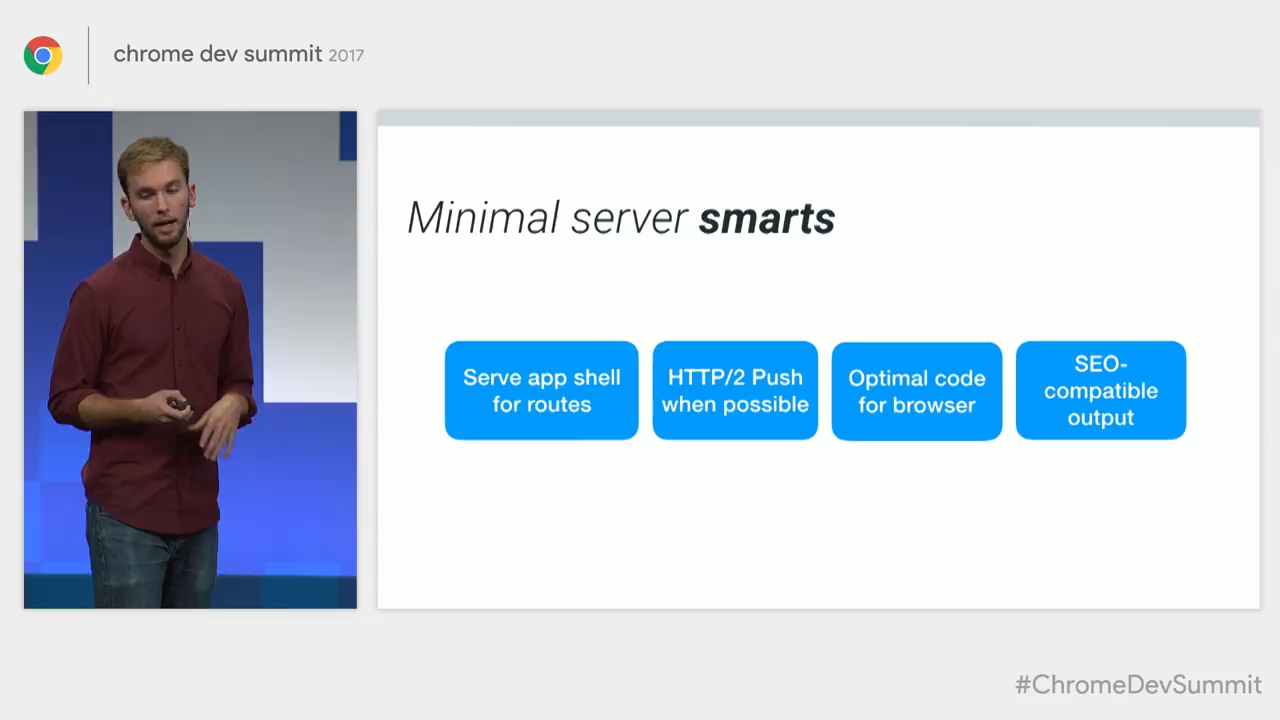 chrome dev summit 2017
Minimal server smarts
Serve app shell
for routes
HTTP/2 Push
when possible
Optimal code
for browser
SEO-
compatible
output
#ChromeDevSummit